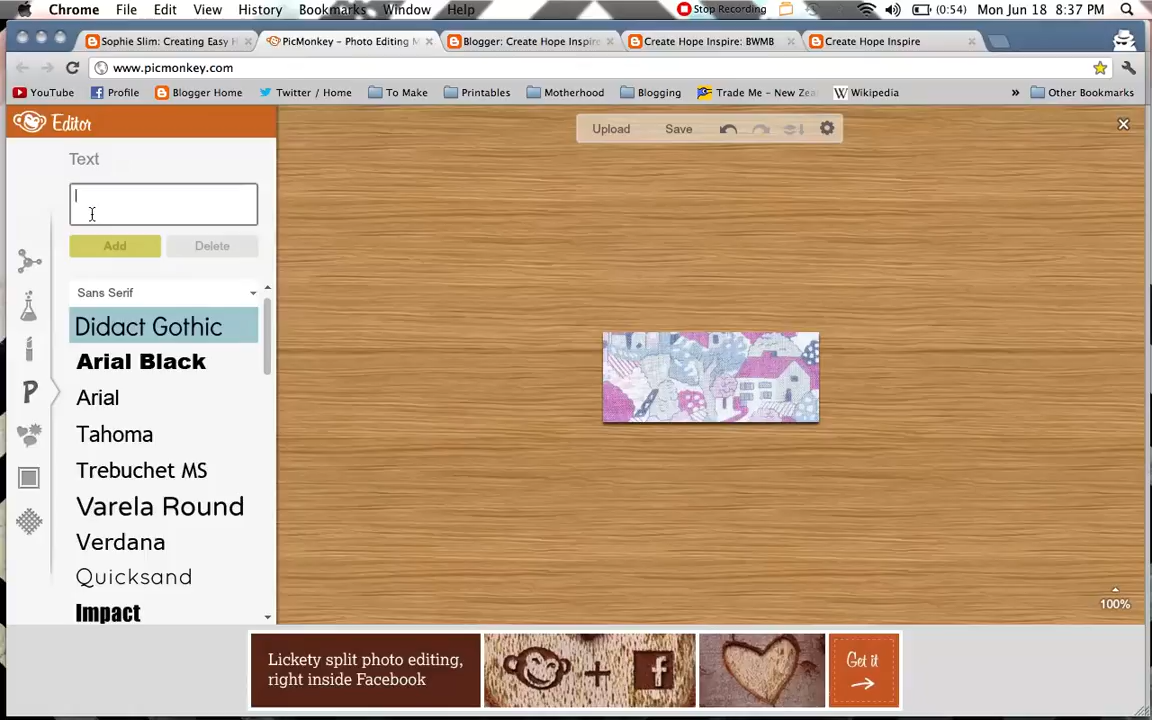 Chrome File Edit View History Bookmarks Window Help Stop Recording (0:54) Mon Jun 18 8:37 PM
Sophie Slim: Creating Easy H PicMonkey – Photo Editing M Blogger: Create Hope Inspire Create Hope Inspire: BWMB Create Hope Inspire
www.picmonkey.com
YouTube Profile Blogger Home Twitter / Home To Make Printables Motherhood Blogging Trade Me – New Zea Wikipedia » Other Bookmarks
Editor
Upload Save
Text
Add Delete
Sans Serif
Didact Gothic
Arial Black
Arial
Tahoma
Trebuchet MS
Varela Round
Verdana
Quicksand
Impact
100%
Lickety split photo editing,
right inside Facebook
+ f
Get it